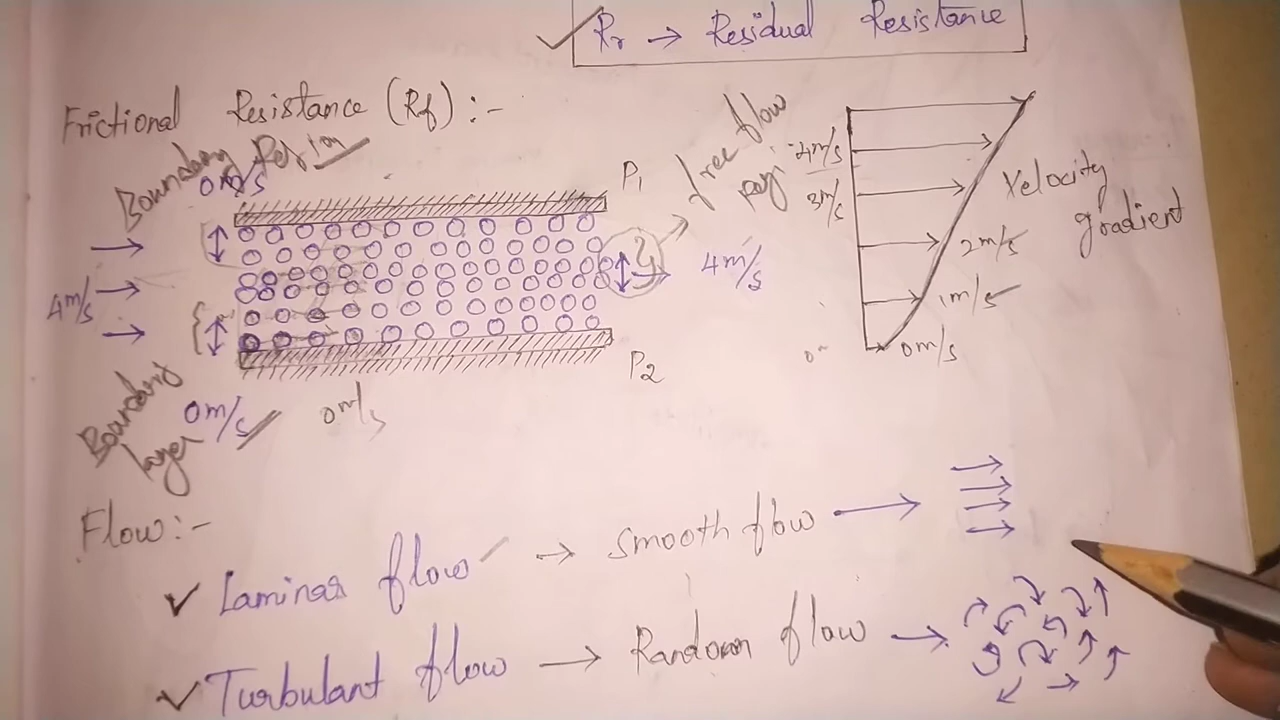 Rr → Residual Resistance
Frictional Resistance (Rf) :-
Boundary Region
0m/s
P1
free flow
4m/s
3m/s
Velocity
gradient
2m/s
1m/s
0m/s
4m/s
4m/s
P2
Boundary
layer
0m/s
0m/s
Flow :-
Laminar flow → Smooth flow →
Turbulant flow → Random flow →